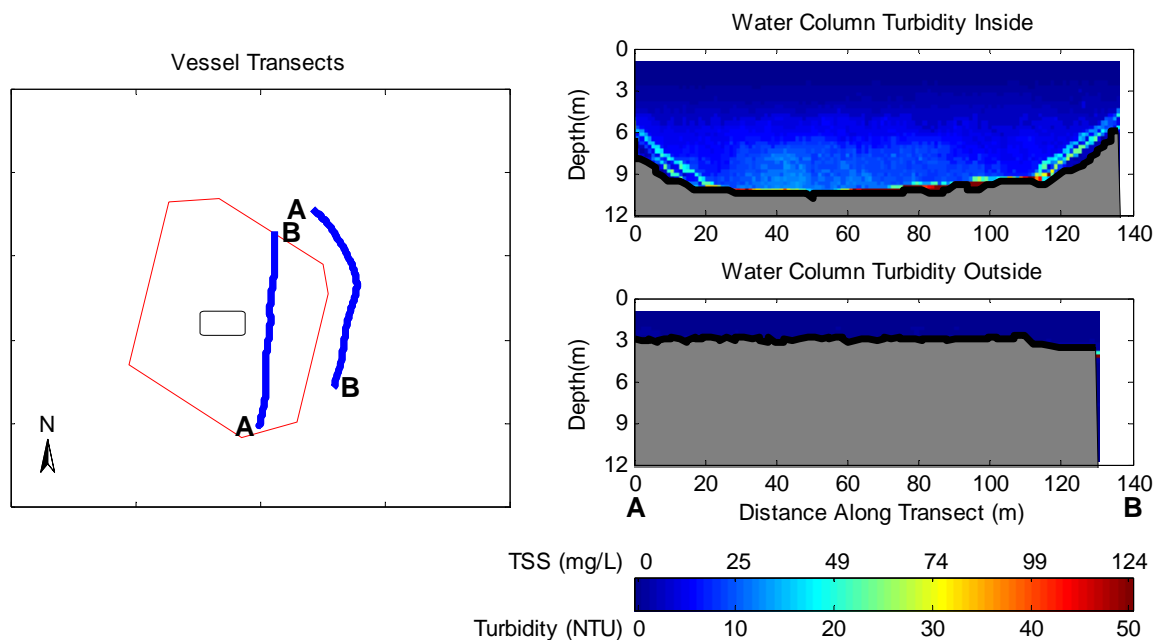 Vessel Transects
A
B
A
B
N
Water Column Turbidity Inside
Depth(m)
0
3
6
9
12
0 20 40 60 80 100 120 140
Water Column Turbidity Outside
Depth(m)
0
3
6
9
12
0 20 40 60 80 100 120 140
A Distance Along Transect (m) B
TSS (mg/L) 0 25 49 74 99 124
Turbidity (NTU) 0 10 20 30 40 50